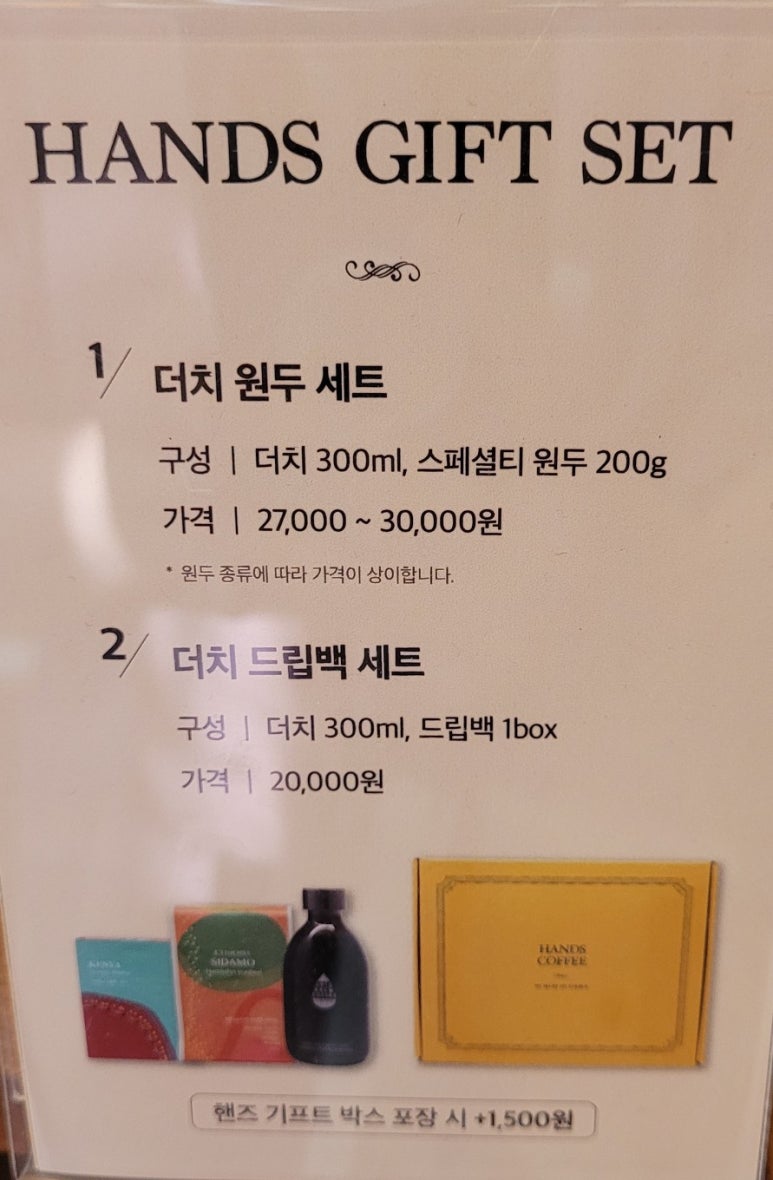 HANDS GIFT SET
1/ 더치 원두 세트
구성 | 더치 300ml, 스페셜티 원두 200g
가격 | 27,000 ~ 30,000원
* 원두 종류에 따라 가격이 상이합니다.
2/ 더치 드립백 세트
구성 | 더치 300ml, 드립백 1box
가격 | 20,000원
KENYA
ETHIOPIA
SIDAMO
HANDS
COFFEE
핸즈 기프트 박스 포장 시 +1,500원